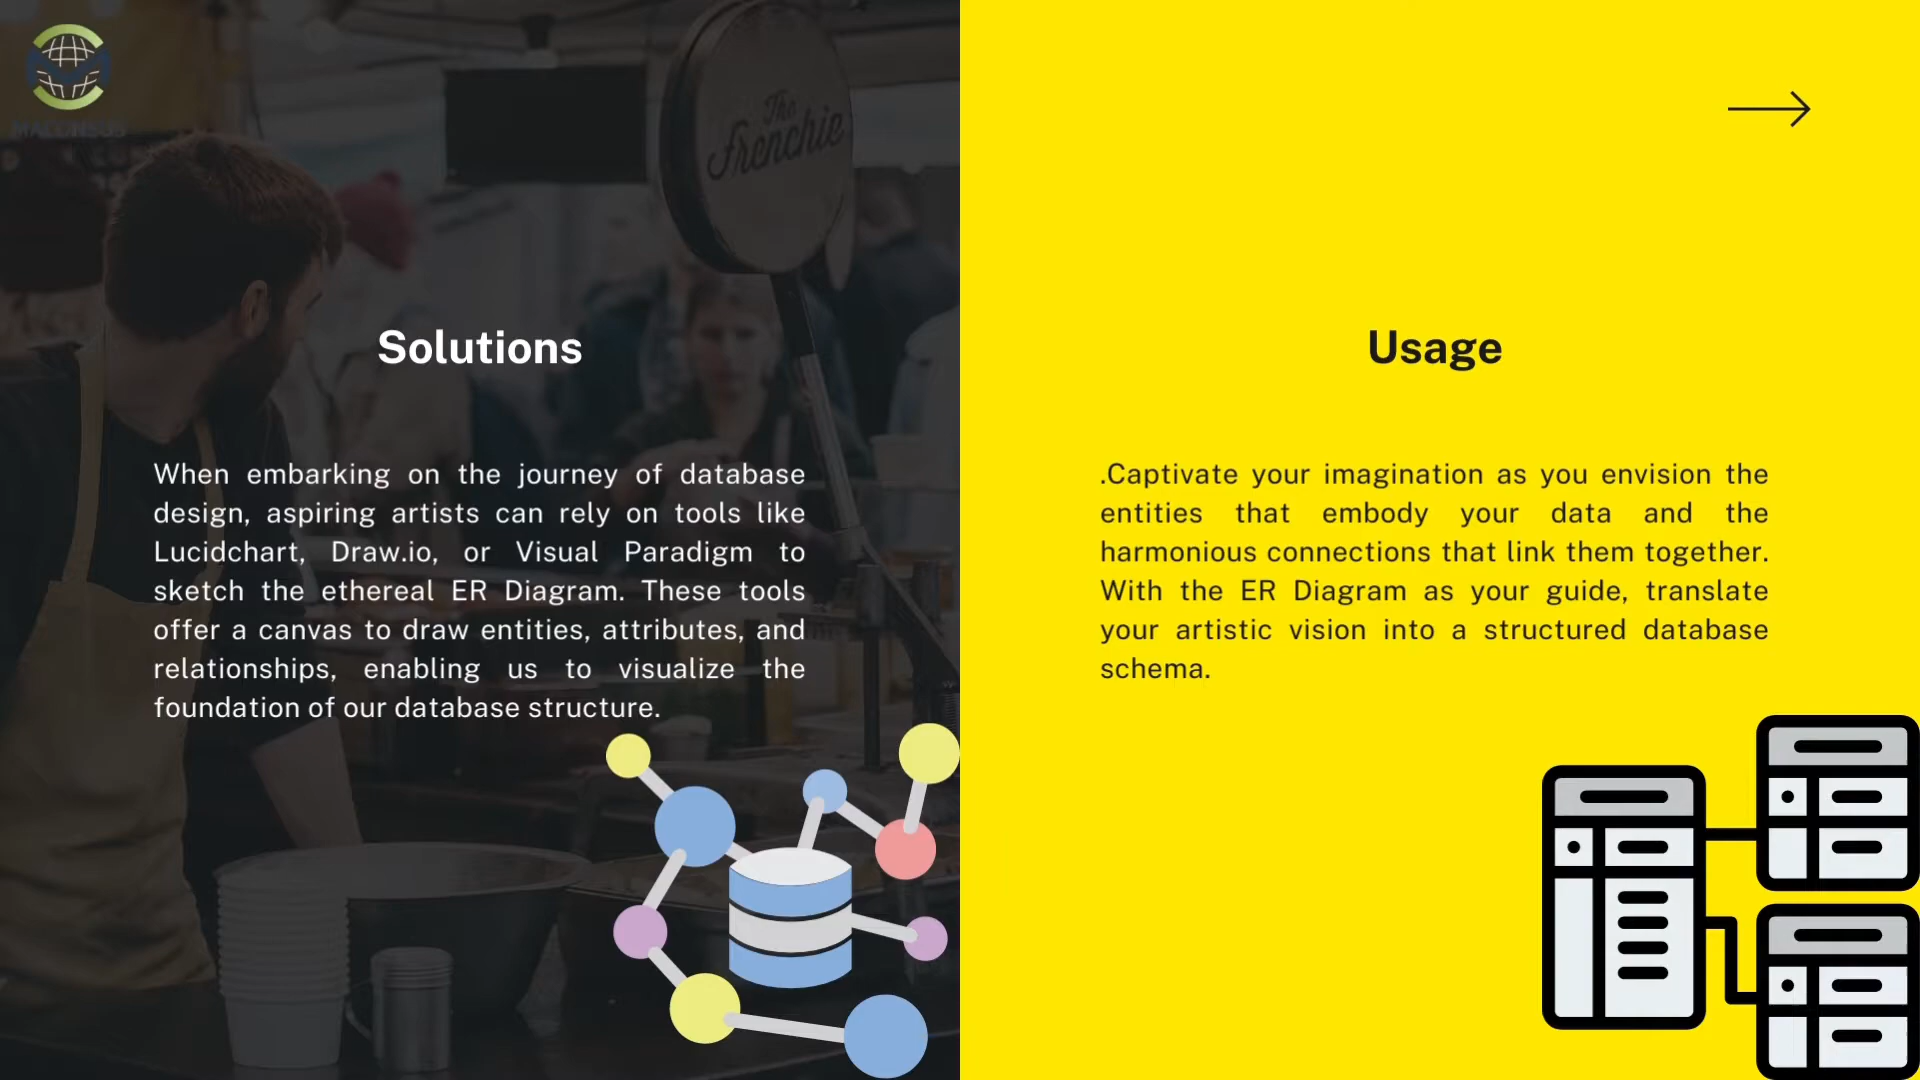 MACONSUS
The
Frenchie
Solutions
When embarking on the journey of database
design, aspiring artists can rely on tools like
Lucidchart, Draw.io, or Visual Paradigm to
sketch the ethereal ER Diagram. These tools
offer a canvas to draw entities, attributes, and
relationships, enabling us to visualize the
foundation of our database structure.
Usage
.Captivate your imagination as you envision the
entities that embody your data and the
harmonious connections that link them together.
With the ER Diagram as your guide, translate
your artistic vision into a structured database
schema.